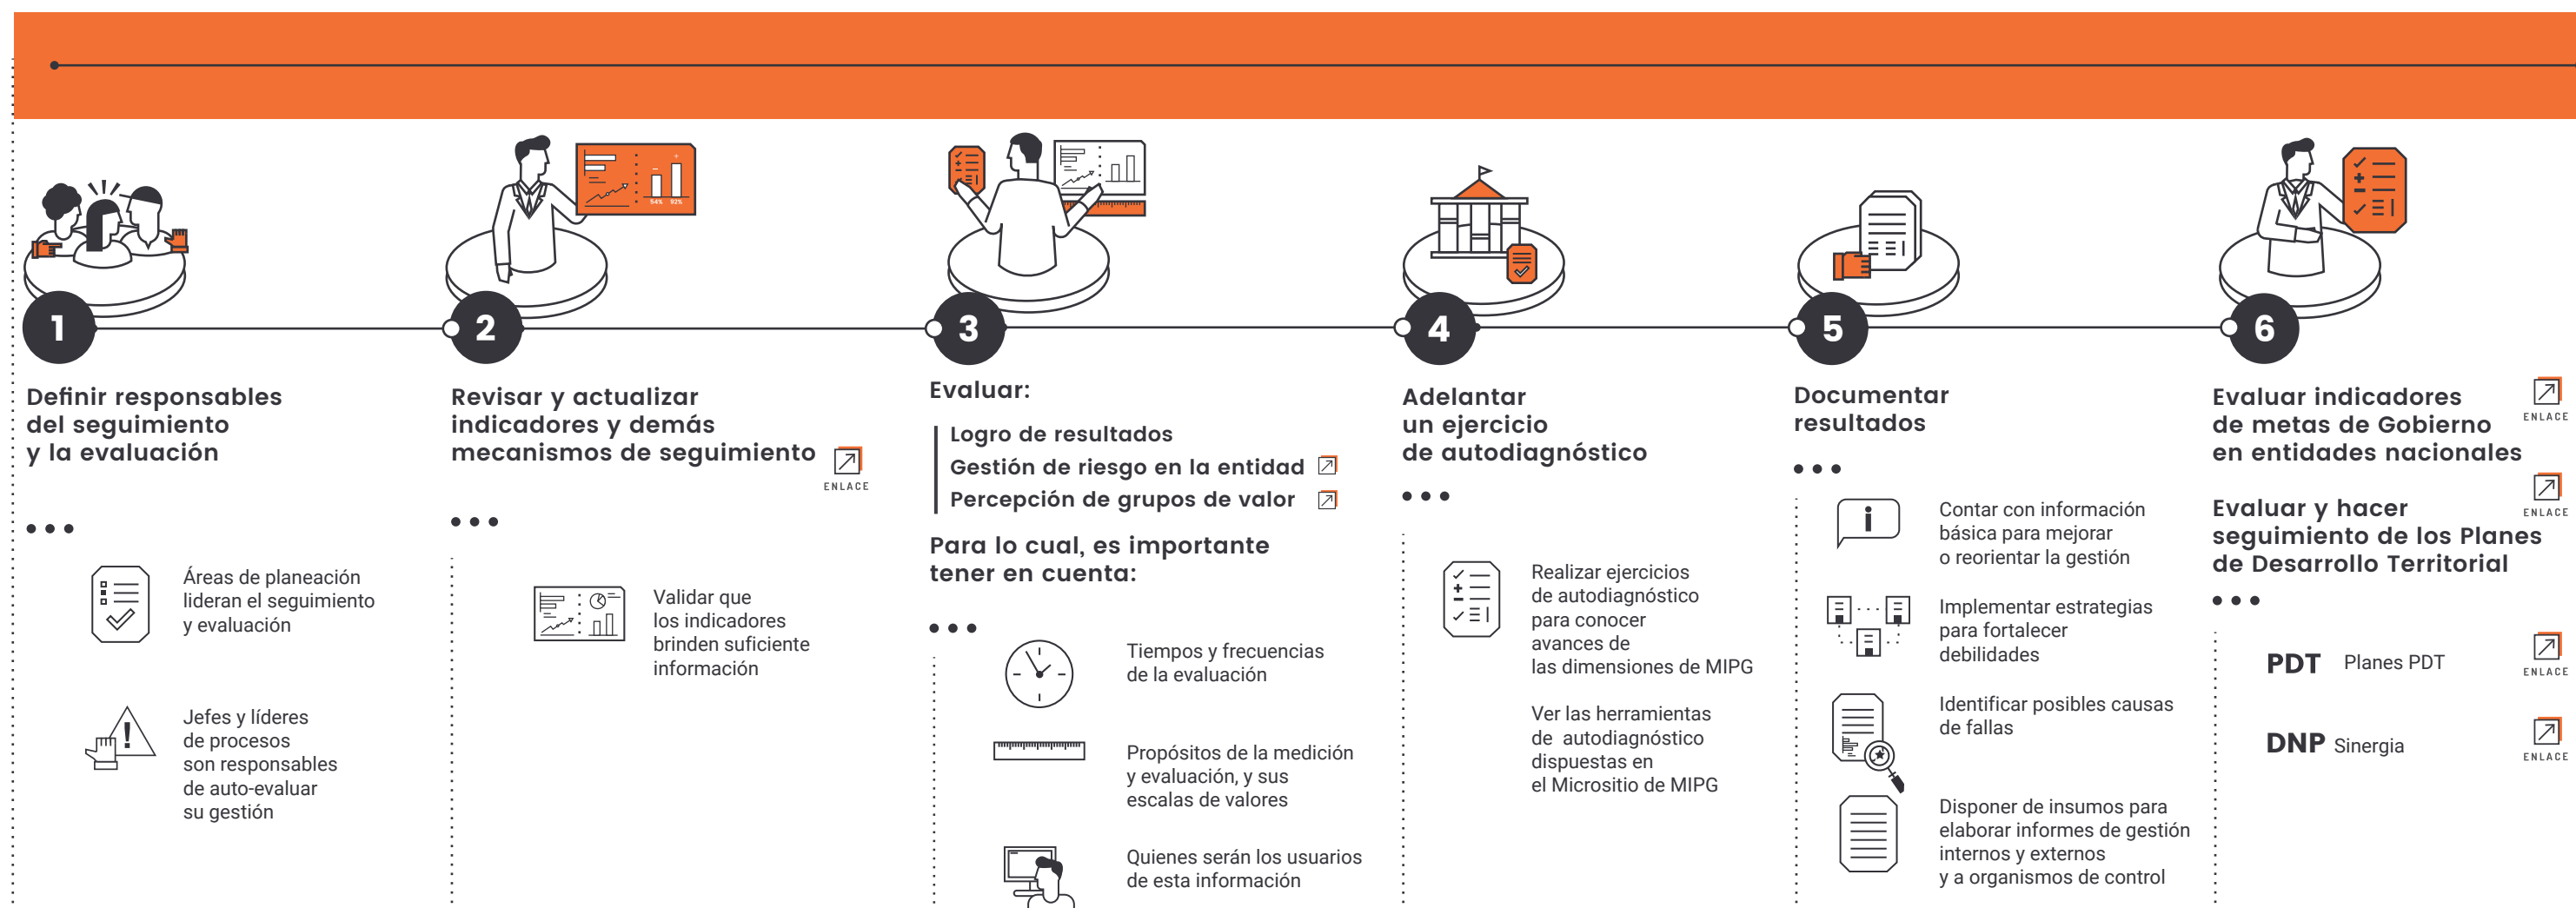 54% 92%
1
Definir responsables
del seguimiento
y la evaluación
Áreas de planeación
lideran el seguimiento
y evaluación
Jefes y líderes
de procesos
son responsables
de auto-evaluar
su gestión
2
Revisar y actualizar
indicadores y demás
mecanismos de seguimiento
ENLACE
Validar que
los indicadores
brinden suficiente
información
3
Evaluar:
Logro de resultados
Gestión de riesgo en la entidad
Percepción de grupos de valor
Para lo cual, es importante
tener en cuenta:
Tiempos y frecuencias
de la evaluación
Propósitos de la medición
y evaluación, y sus
escalas de valores
Quienes serán los usuarios
de esta información
4
Adelantar
un ejercicio
de autodiagnóstico
Realizar ejercicios
de autodiagnóstico
para conocer
avances de
las dimensiones de MIPG
Ver las herramientas
de autodiagnóstico
dispuestas en
el Micrositio de MIPG
5
Documentar
resultados
i
Contar con información
básica para mejorar
o reorientar la gestión
Implementar estrategias
para fortalecer
debilidades
Identificar posibles causas
de fallas
Disponer de insumos para
elaborar informes de gestión
internos y externos
y a organismos de control
6
Evaluar indicadores
de metas de Gobierno
en entidades nacionales
ENLACE
Evaluar y hacer
seguimiento de los Planes
de Desarrollo Territorial
ENLACE
PDT Planes PDT
ENLACE
DNP Sinergia
ENLACE